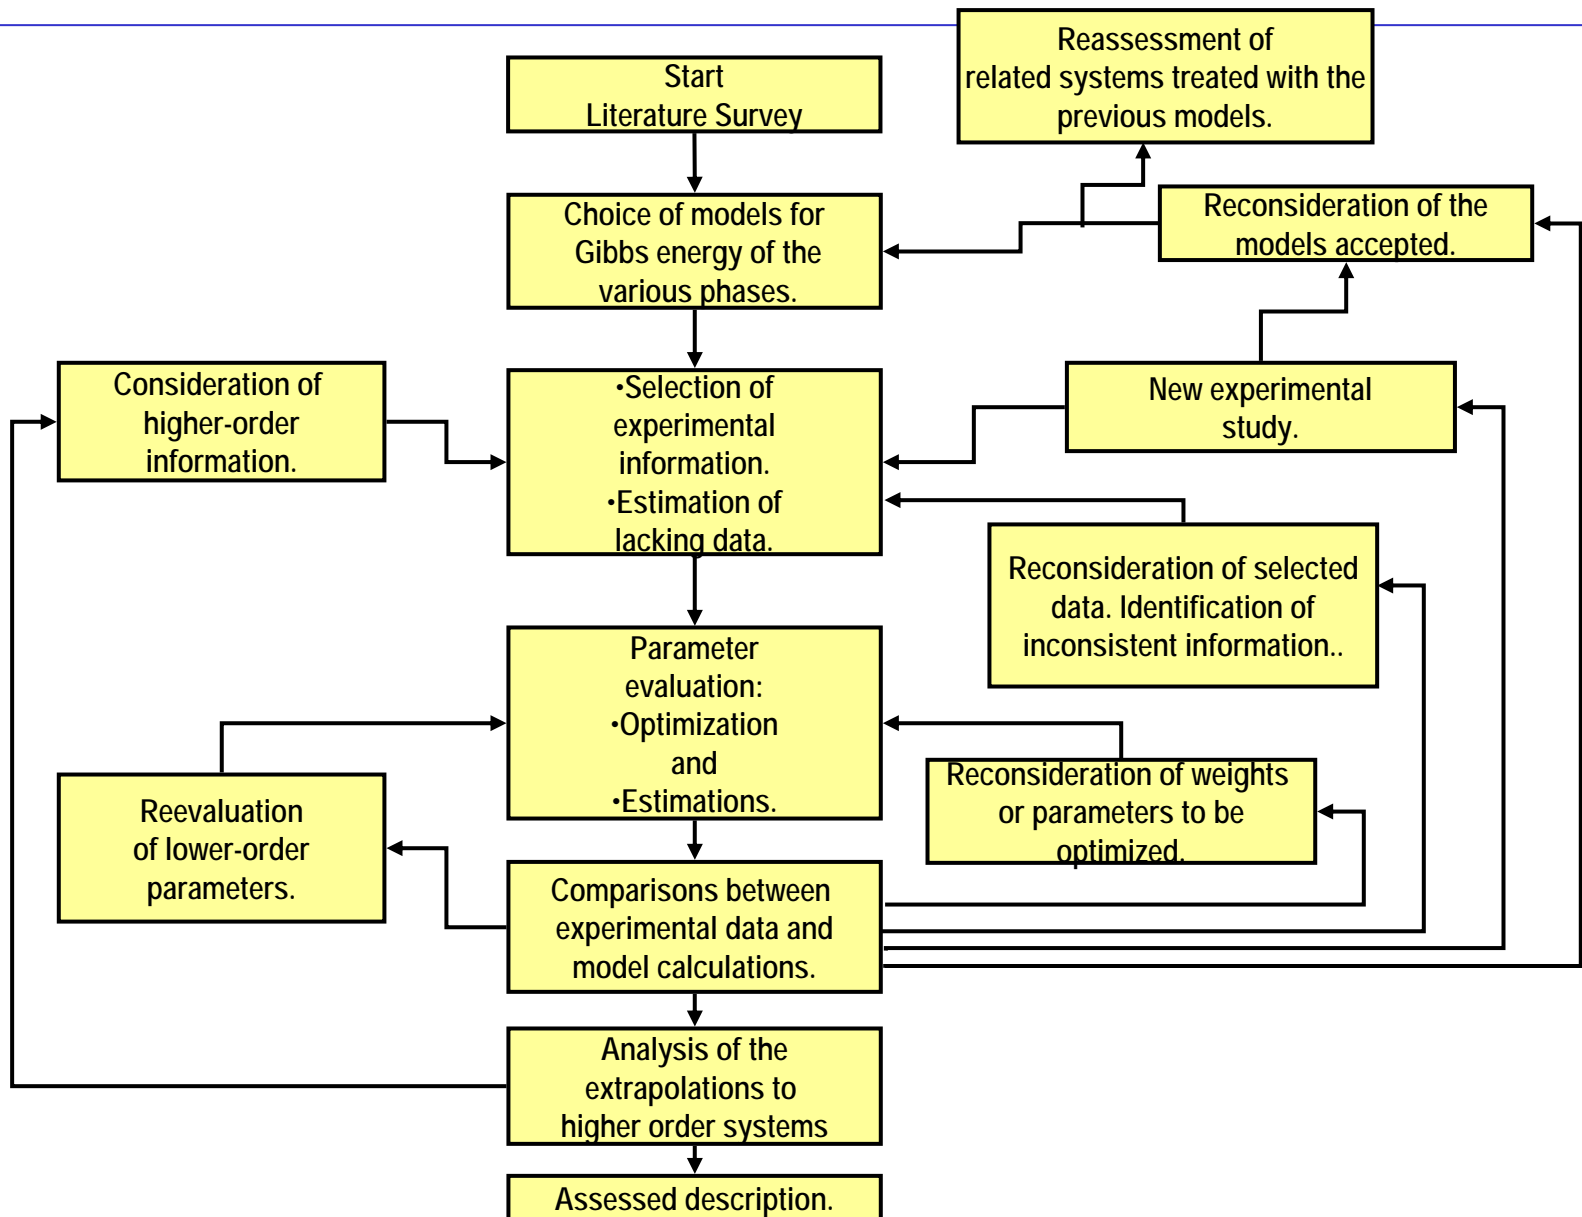 Start
Literature Survey
Reassessment of
related systems treated with the
previous models.
Choice of models for
Gibbs energy of the
various phases.
Reconsideration of the
models accepted.
Consideration of
higher-order
information.
•Selection of
experimental
information.
•Estimation of
lacking data.
New experimental
study.
Reconsideration of selected
data. Identification of
inconsistent information..
Parameter
evaluation:
•Optimization
and
•Estimations.
Reevaluation
of lower-order
parameters.
Reconsideration of weights
or parameters to be
optimized.
Comparisons between
experimental data and
model calculations.
Analysis of the
extrapolations to
higher order systems
Assessed description.